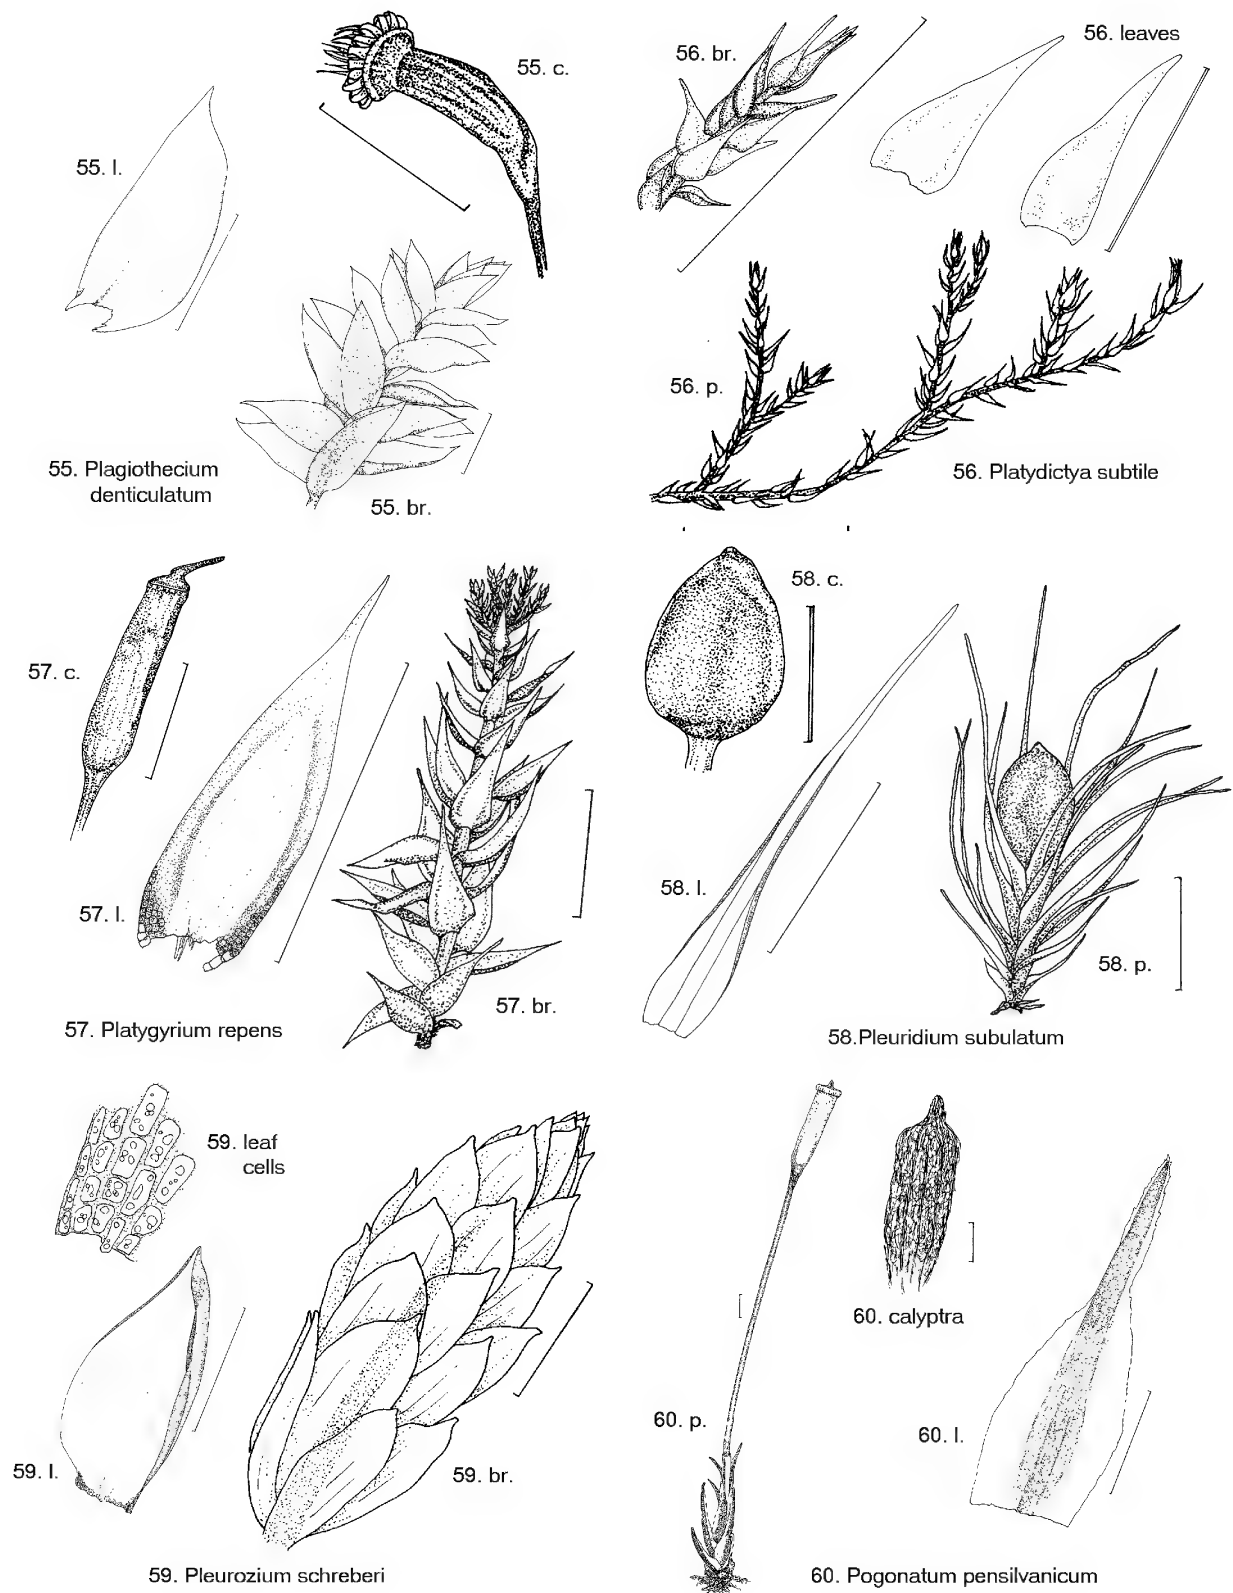 55. l.
55. c.
55. Plagiothecium
denticulatum
55. br.
56. br.
56. leaves
56. p.
56. Platydictya subtile
57. c.
57. l.
57. br.
57. Platygyrium repens
58. c.
58. l.
58. p.
58.Pleuridium subulatum
59. leaf
cells
59. l.
59. br.
59. Pleurozium schreberi
60. calyptra
60. p.
60. l.
60. Pogonatum pensilvanicum